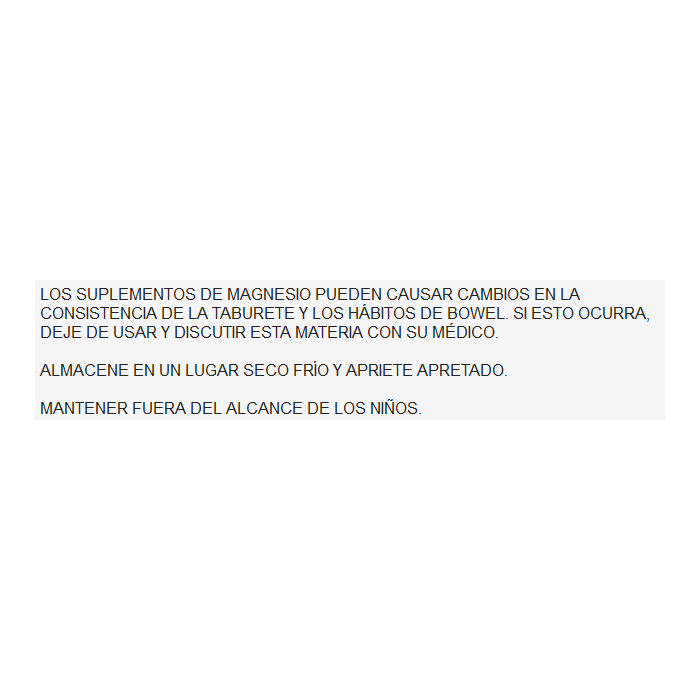 LOS SUPLEMENTOS DE MAGNESIO PUEDEN CAUSAR CAMBIOS EN LA
CONSISTENCIA DE LA TABURETE Y LOS HÁBITOS DE BOWEL. SI ESTO OCURRA,
DEJE DE USAR Y DISCUTIR ESTA MATERIA CON SU MÉDICO.
ALMACENE EN UN LUGAR SECO FRÍO Y APRIETE APRETADO.
MANTENER FUERA DEL ALCANCE DE LOS NIÑOS.